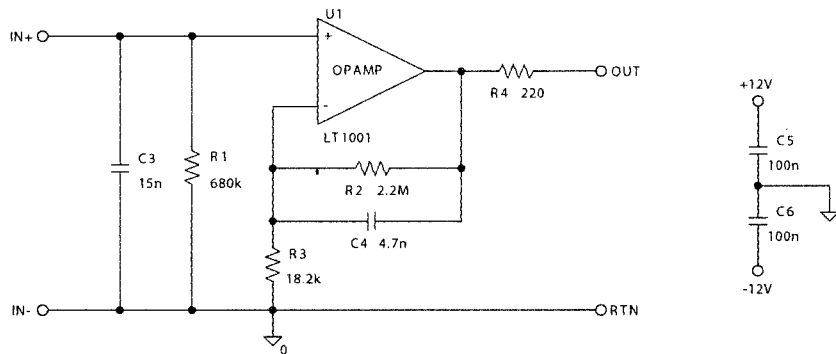 U1
IN+
+
OPAMP
-
LT1001
OUT
R4 220
+12V
C5
100n
C3
15n
R1
680k
R2 2.2M
C4 4.7n
C6
100n
R3
18.2k
-12V
IN-
RTN
0